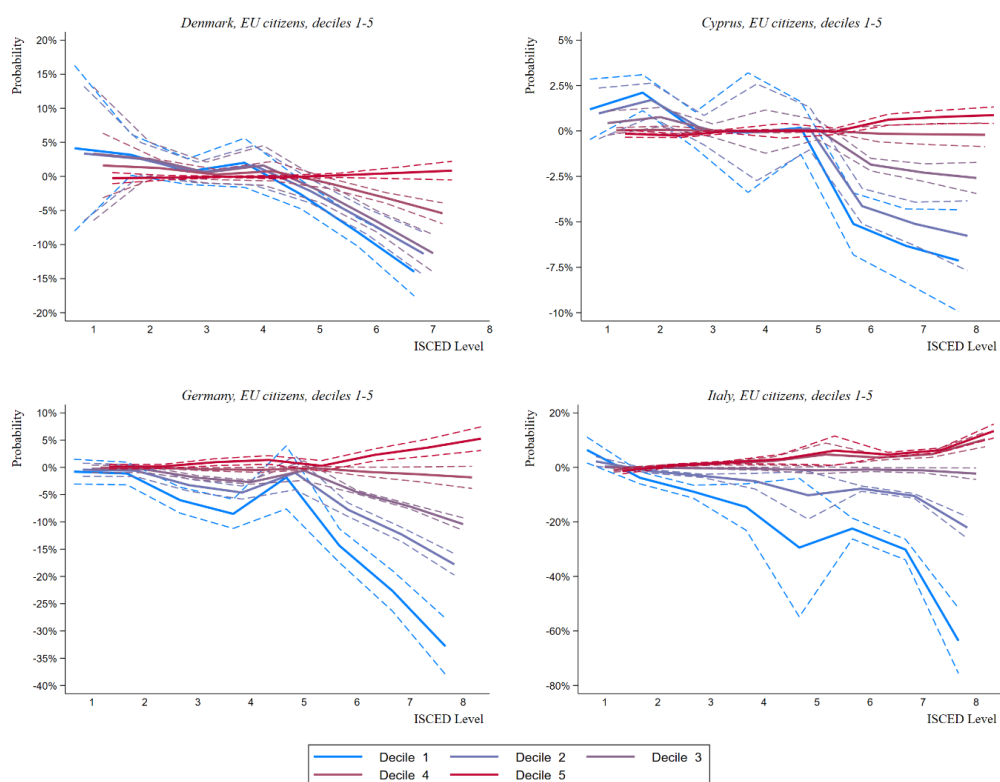 Denmark, EU citizens, deciles 1-5
Probability
20%
15%
10%
5%
0%
-5%
-10%
-15%
-20%
1 2 3 4 5 6 7 8
ISCED Level
Cyprus, EU citizens, deciles 1-5
Probability
5%
2.5%
0%
-2.5%
-5%
-7.5%
-10%
1 2 3 4 5 6 7 8
ISCED Level
Germany, EU citizens, deciles 1-5
Probability
10%
5%
0%
-5%
-10%
-15%
-20%
-25%
-30%
-35%
-40%
1 2 3 4 5 6 7 8
ISCED Level
Italy, EU citizens, deciles 1-5
Probability
20%
0%
-20%
-40%
-60%
-80%
1 2 3 4 5 6 7 8
ISCED Level
Decile 1 Decile 2 Decile 3
Decile 4 Decile 5